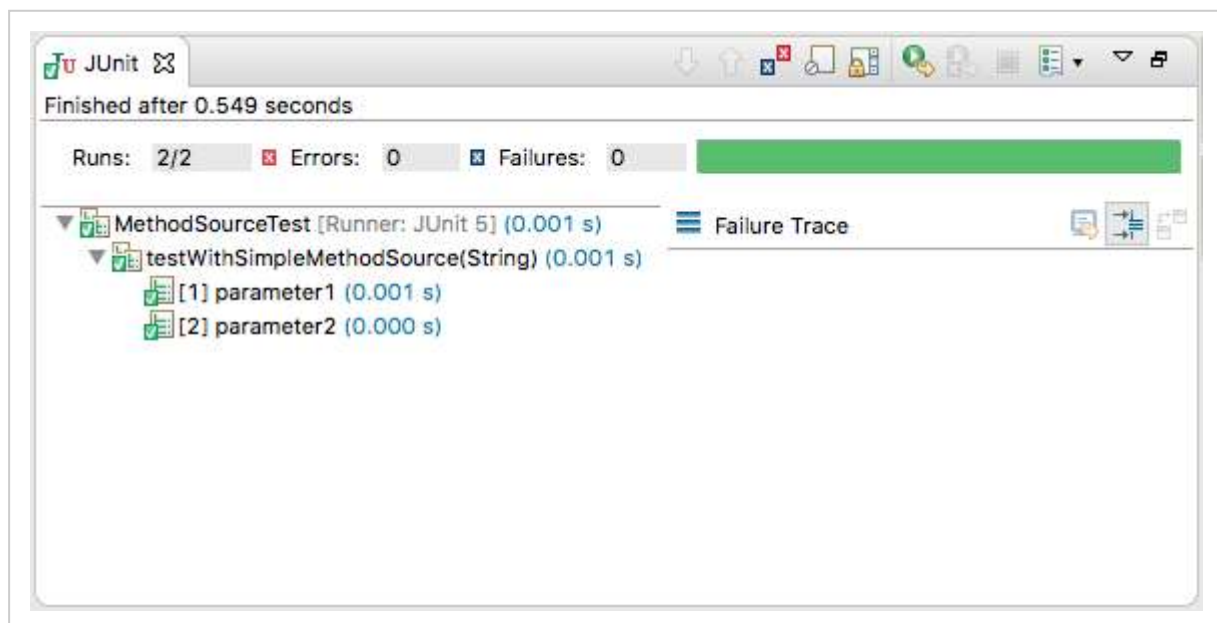 JUnit
Finished after 0.549 seconds
Runs: 2/2 Errors: 0 Failures: 0
MethodSourceTest [Runner: JUnit 5] (0.001 s)
Failure Trace
testWithSimpleMethodSource(String) (0.001 s)
[1] parameter1 (0.001 s)
[2] parameter2 (0.000 s)